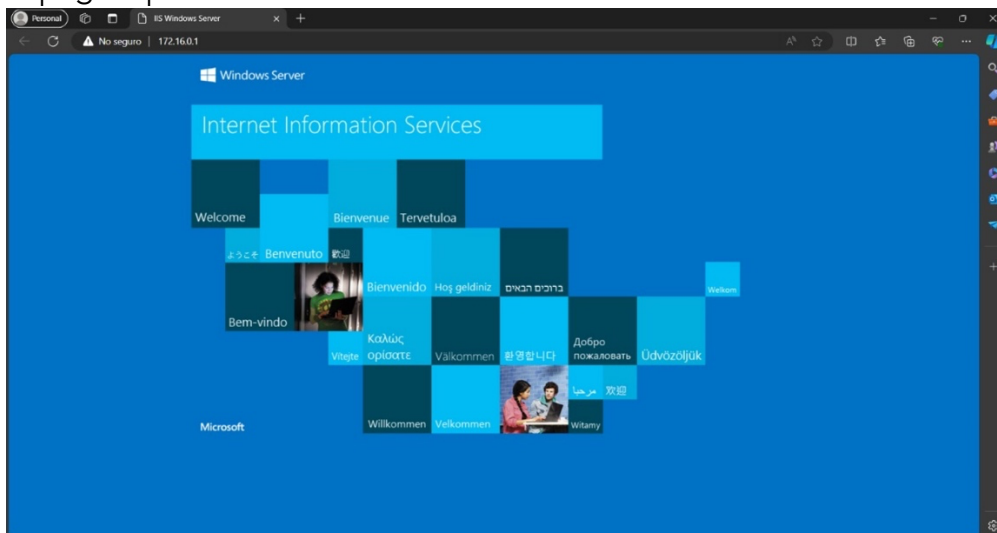 Personal
IIS Windows Server
No seguro | 172.16.0.1
Windows Server
Internet Information Services
Welcome
Bienvenue
Tervetuloa
ようこそ
Benvenuto
歡迎
Bienvenido
Hoş geldiniz
ברוכים הבאים
Welkom
Bem-vindo
Vítejte
Καλώς
ορίσατε
Välkommen
환영합니다
Добро
пожаловать
Üdvözöljük
مرحبا
欢迎
Microsoft
Willkommen
Velkommen
Witamy